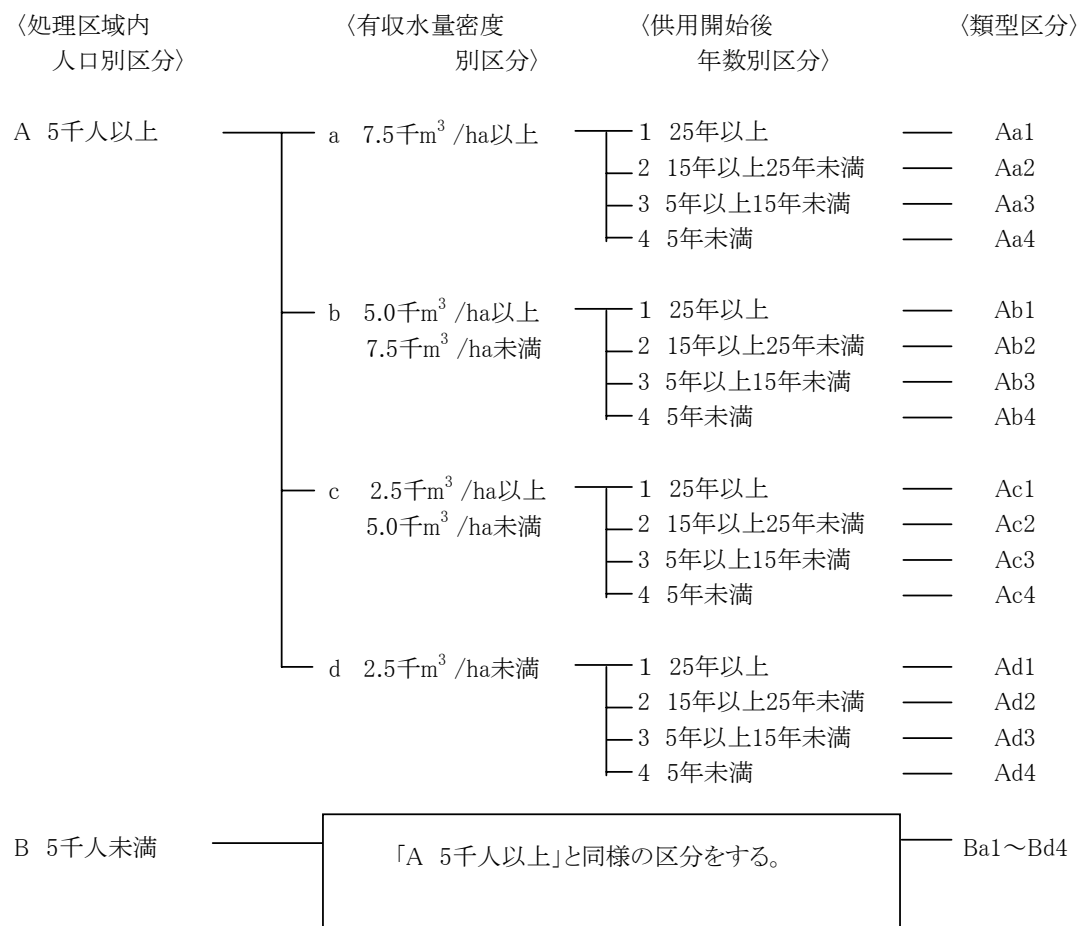 〈処理区域内 〈有収水量密度 〈供用開始後 〈類型区分〉
人口別区分〉 別区分〉 年数別区分〉
A 5千人以上 a 7.5千m³/ha以上 1 25年以上 Aa1
2 15年以上25年未満 Aa2
3 5年以上15年未満 Aa3
4 5年未満 Aa4
b 5.0千m³/ha以上 1 25年以上 Ab1
7.5千m³/ha未満 2 15年以上25年未満 Ab2
3 5年以上15年未満 Ab3
4 5年未満 Ab4
c 2.5千m³/ha以上 1 25年以上 Ac1
5.0千m³/ha未満 2 15年以上25年未満 Ac2
3 5年以上15年未満 Ac3
4 5年未満 Ac4
d 2.5千m³/ha未満 1 25年以上 Ad1
2 15年以上25年未満 Ad2
3 5年以上15年未満 Ad3
4 5年未満 Ad4
B 5千人未満 「A 5千人以上」と同様の区分をする。 Ba1～Bd4